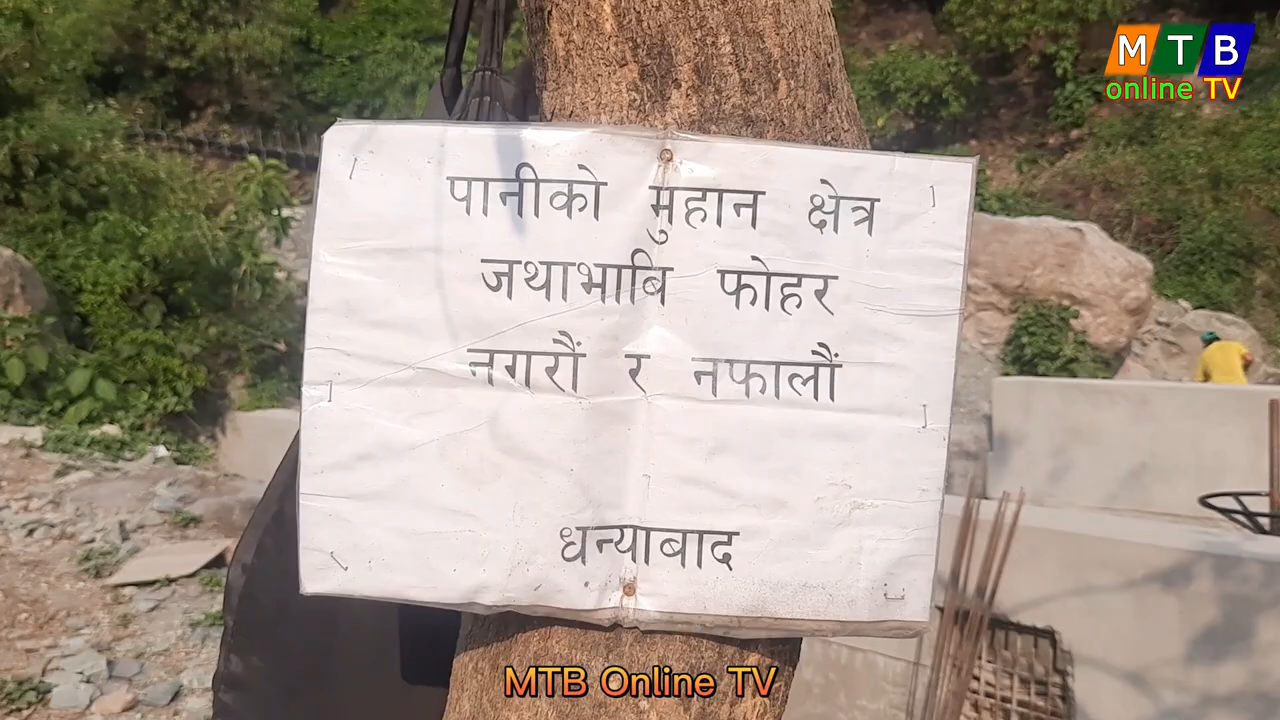 MTB
online TV
पानीको मुहान क्षेत्र
जथाभाबि फोहर
नगरौं र नफालौं
धन्याबाद
MTB Online TV